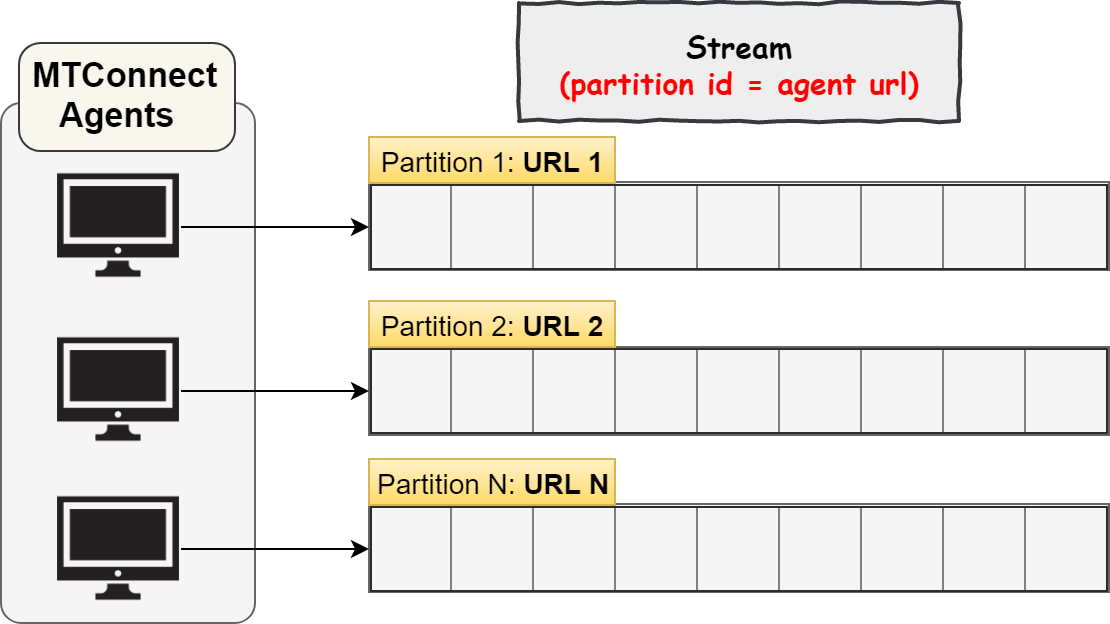 MTConnect
Agents
Stream
(partition id = agent url)
Partition 1: URL 1
Partition 2: URL 2
Partition N: URL N